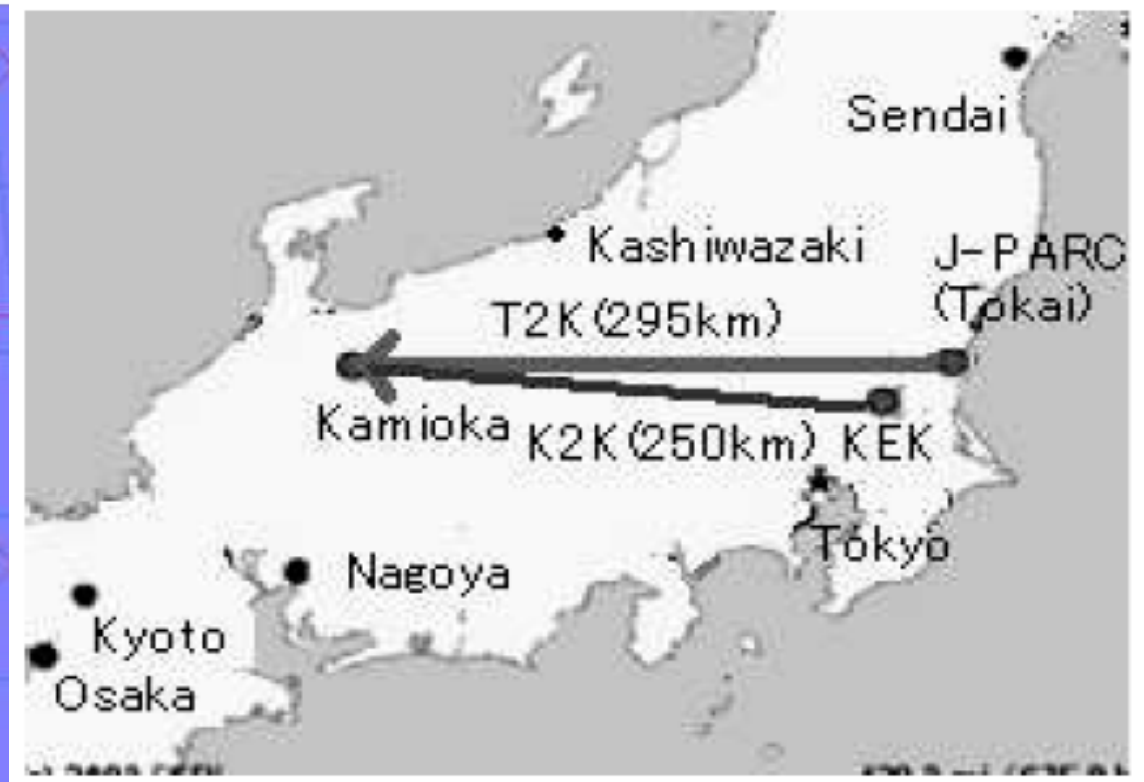 Sendai
Kashiwazaki
J-PARC
(Tokai)
T2K(295km)
Kamioka
K2K(250km)
KEK
Tokyo
Nagoya
Kyoto
Osaka